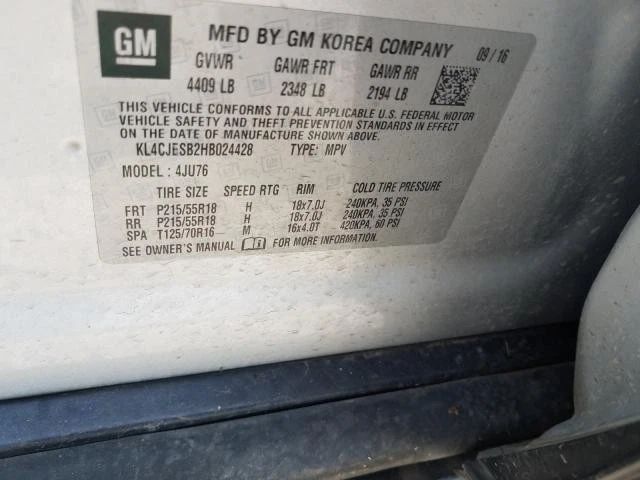 GM
MFD BY GM KOREA COMPANY 09/16
GVWR GAWR FRT GAWR RR
4409 LB 2348 LB 2194 LB
THIS VEHICLE CONFORMS TO ALL APPLICABLE U.S. FEDERAL MOTOR
VEHICLE SAFETY AND THEFT PREVENTION STANDARDS IN EFFECT
ON THE DATE OF MANUFACTURE SHOWN ABOVE.
KL4CJESB2HB024428 TYPE: MPV
MODEL : 4JU76
TIRE SIZE SPEED RTG RIM COLD TIRE PRESSURE
FRT P215/55R18 H 18x7.0J 240KPA, 35 PSI
RR P215/55R18 H 18x7.0J 240KPA, 35 PSI
SPA T125/70R16 M 16x4.0T 420KPA, 60 PSI
SEE OWNER'S MANUAL FOR MORE INFORMATION.